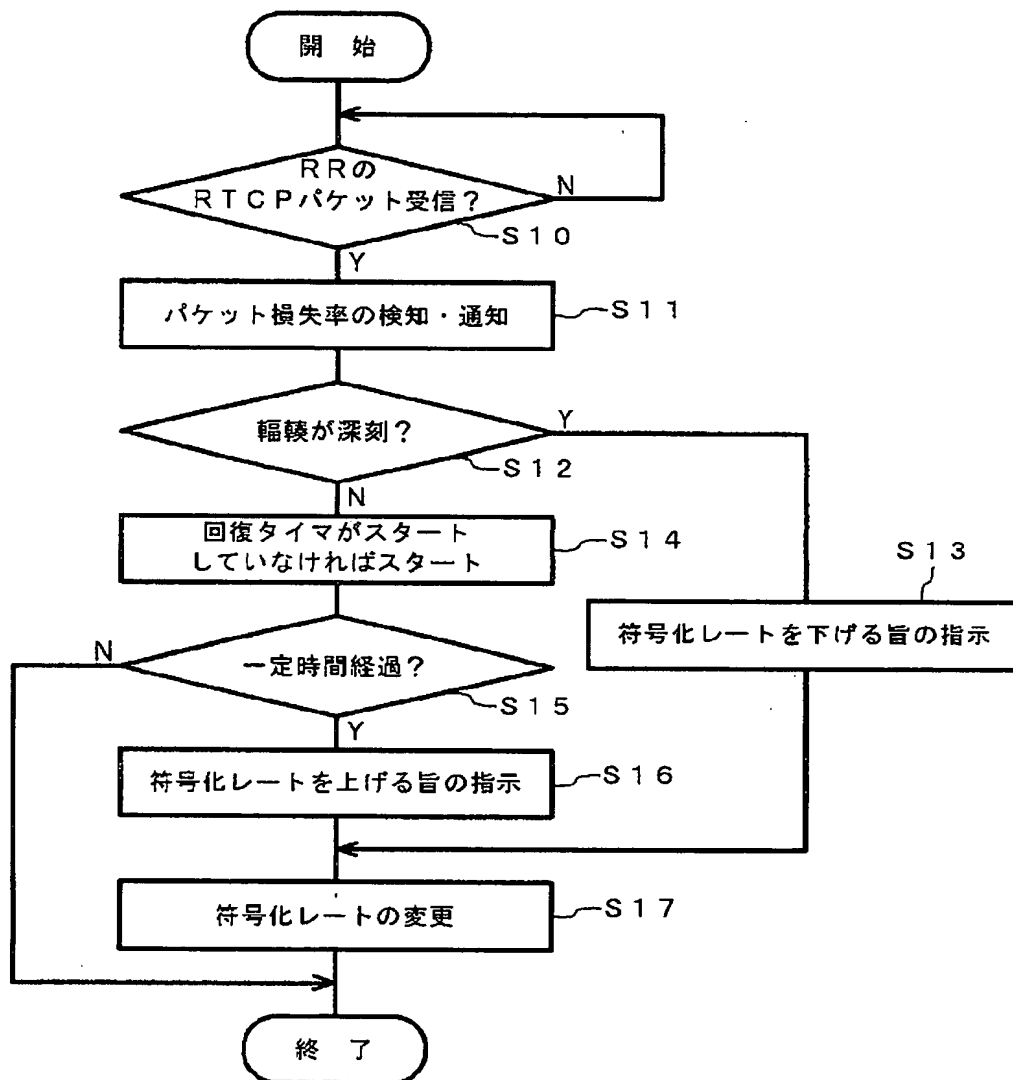 開 始
RRの
RTCPパケット受信?
N
S10
Y
パケット損失率の検知・通知
S11
輻輳が深刻?
Y
S12
N
回復タイマがスタート
していなければスタート
S14
S13
符号化レートを下げる旨の指示
N
一定時間経過?
S15
Y
符号化レートを上げる旨の指示
S16
符号化レートの変更
S17
終 了